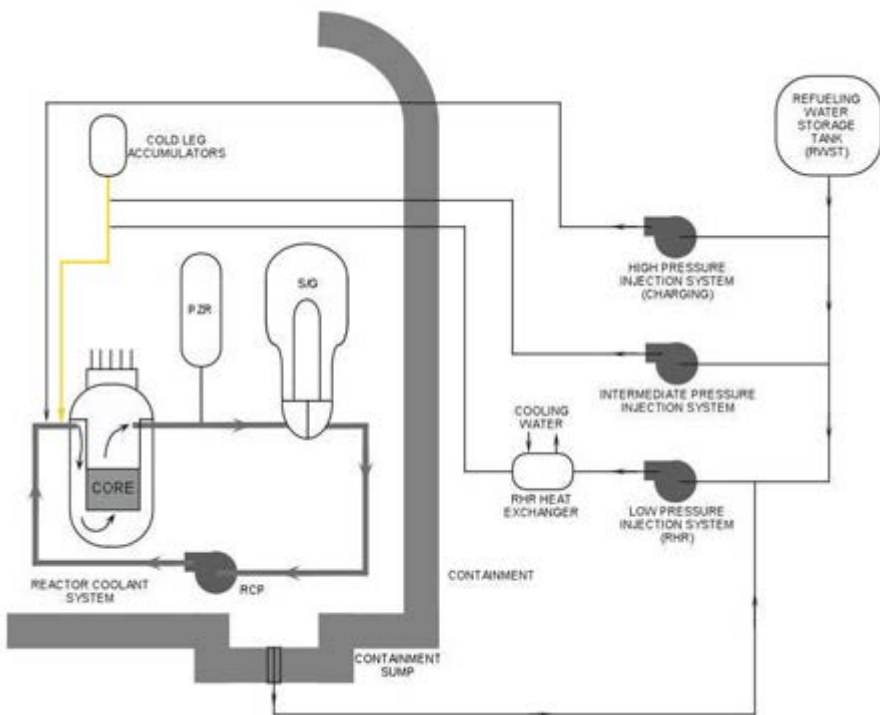 REFUELING
WATER
STORAGE
TANK
(RWST)
COLD LEG
ACCUMULATORS
HIGH PRESSURE
INJECTION SYSTEM
(CHARGING)
S/G
PZR
INTERMEDIATE PRESSURE
INJECTION SYSTEM
COOLING
WATER
CORE
RHR HEAT
EXCHANGER
LOW PRESSURE
INJECTION SYSTEM
(RHR)
REACTOR COOLANT
SYSTEM
RCP
CONTAINMENT
CONTAINMENT
SUMP